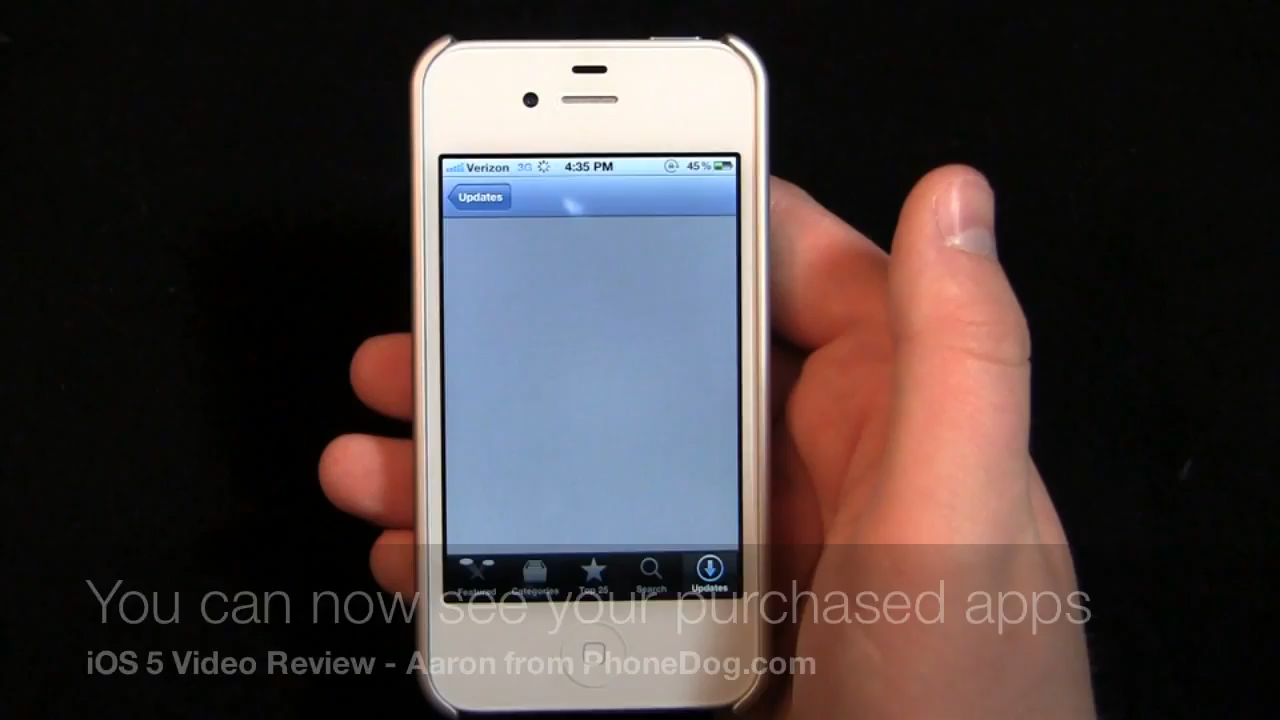 Verizon 3G 4:35 PM 45%
Updates
Featured Categories Top 25 Search Updates
You can now see your purchased apps
iOS 5 Video Review - Aaron from PhoneDog.com